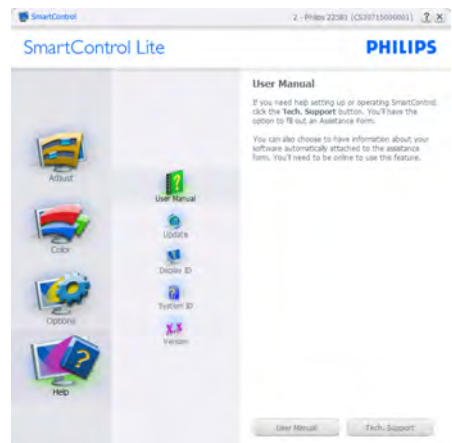 SmartControl
2 - Philips 225B1 (CS39715000001) ? X
SmartControl Lite
PHILIPS
User Manual
If you need help setting up or operating SmartControl,
click the Tech. Support button. You'll have the
option to fill out an Assistance Form.
You can also choose to have information about your
software automatically attached to the assistance
form. You'll need to be online to use this feature.
Adjust
Color
Options
Help
User Manual
Update
Display ID
System ID
X.X
Version
User Manual
Tech. Support